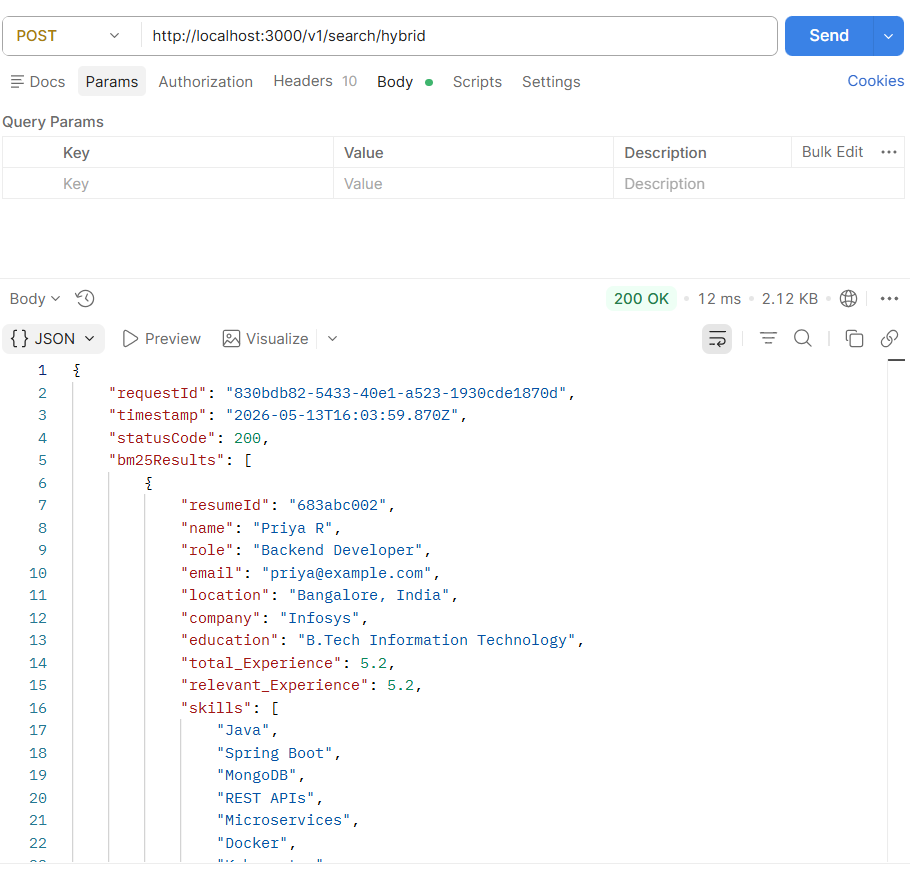 POST http://localhost:3000/v1/search/hybrid Send
Docs Params Authorization Headers 10 Body Scripts Settings Cookies
Query Params
Key Value Description Bulk Edit
Key Value Description
Body 200 OK 12 ms 2.12 KB
{} JSON Preview Visualize
1 {
2 "requestId": "830bdb82-5433-40e1-a523-1930cde1870d",
3 "timestamp": "2026-05-13T16:03:59.870Z",
4 "statusCode": 200,
5 "bm25Results": [
6 {
7 "resumeId": "683abc002",
8 "name": "Priya R",
9 "role": "Backend Developer",
10 "email": "priya@example.com",
11 "location": "Bangalore, India",
12 "company": "Infosys",
13 "education": "B.Tech Information Technology",
14 "total_Experience": 5.2,
15 "relevant_Experience": 5.2,
16 "skills": [
17 "Java",
18 "Spring Boot",
19 "MongoDB",
20 "REST APIs",
21 "Microservices",
22 "Docker",